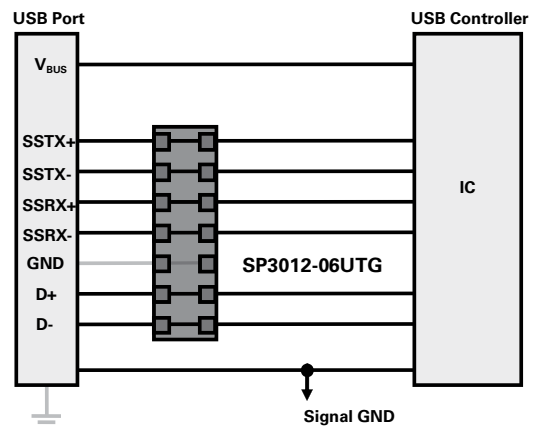 USB Port
USB Controller
VBUS
SSTX+
SSTX-
SSRX+
IC
SSRX-
GND
SP3012-06UTG
D+
D-
Signal GND